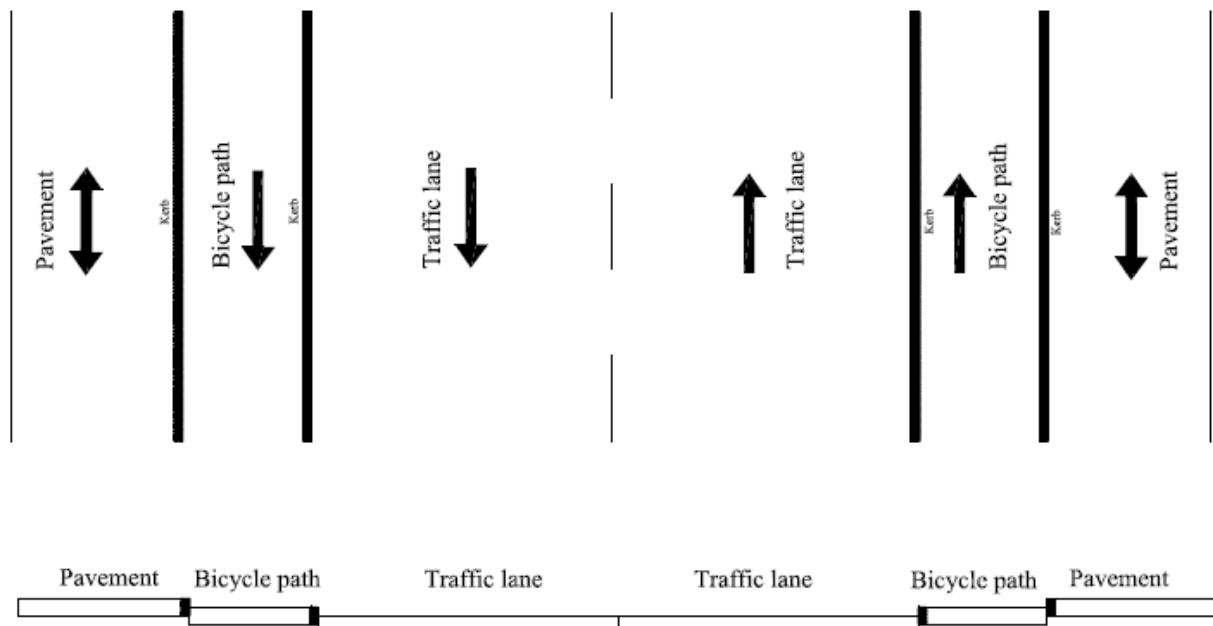 Pavement
Kerb
Bicycle path
Kerb
Traffic lane
Traffic lane
Kerb
Bicycle path
Kerb
Pavement
Pavement
Bicycle path
Traffic lane
Traffic lane
Bicycle path
Pavement